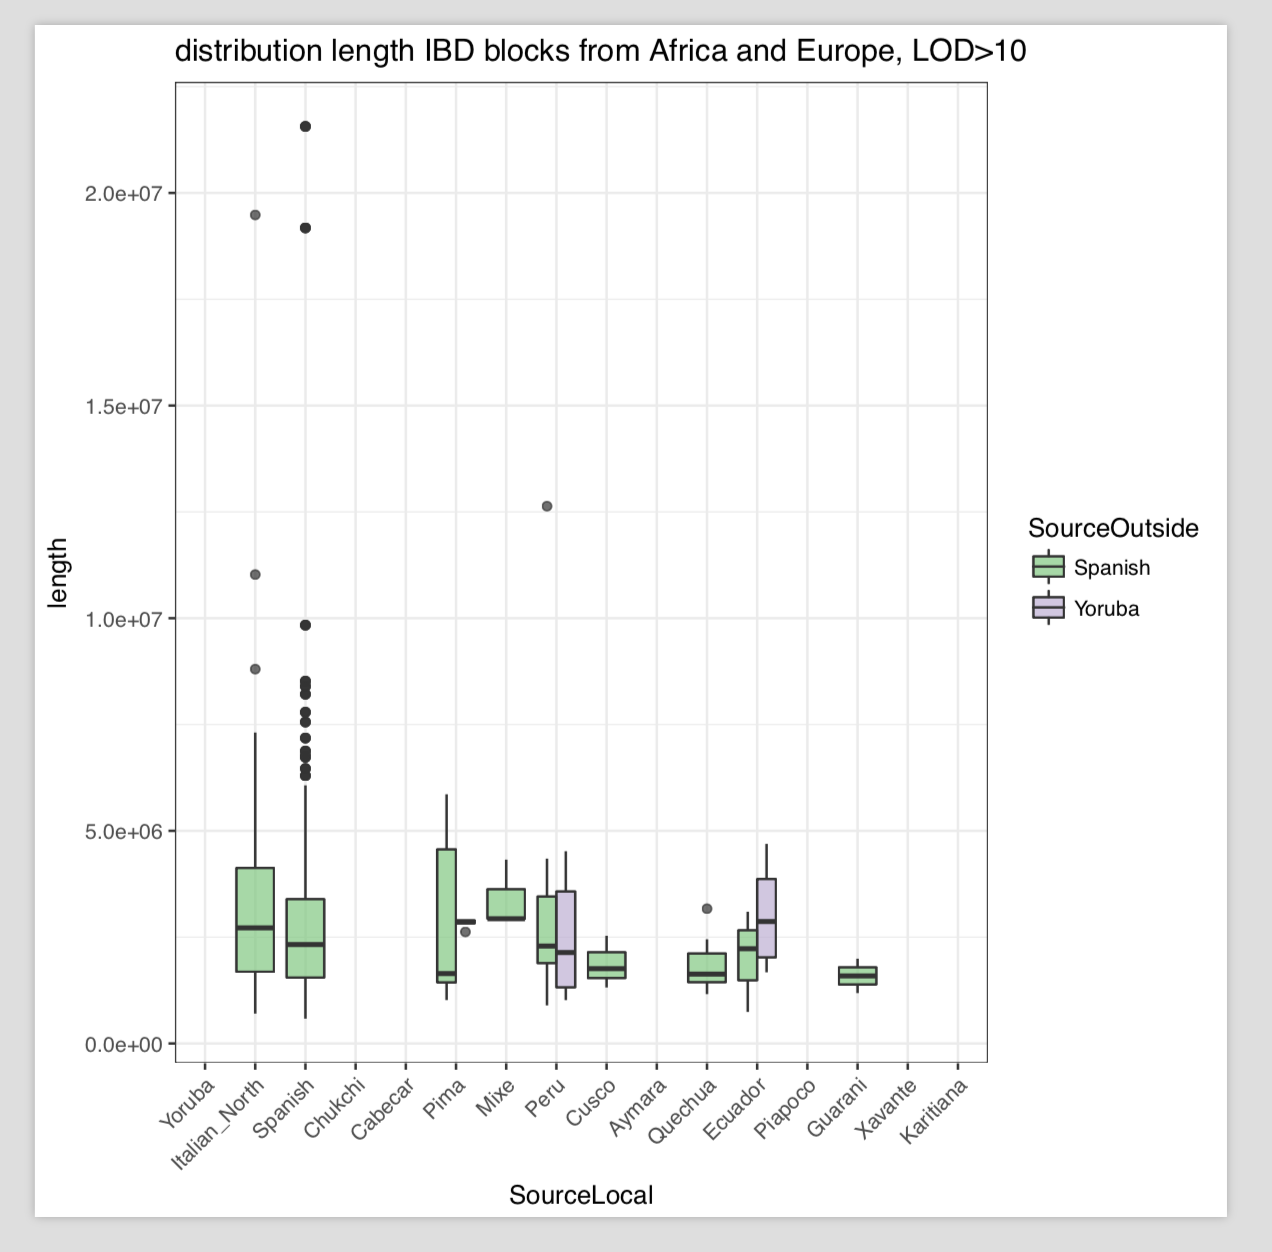 distribution length IBD blocks from Africa and Europe, LOD>10
2.0e+07
1.5e+07
1.0e+07
5.0e+06
0.0e+00
length
Yoruba
Italian_North
Spanish
Chukchi
Cabecar
Pima
Mixe
Peru
Cusco
Aymara
Quechua
Ecuador
Piapoco
Guarani
Xavante
Karitiana
SourceLocal
SourceOutside
Spanish
Yoruba